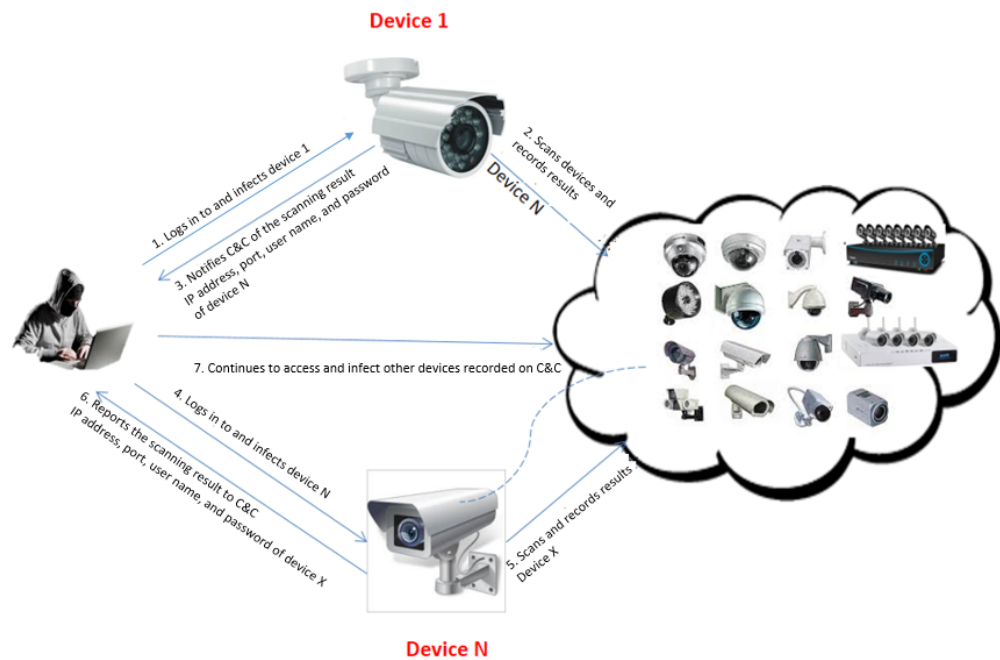 Device 1
1. Logs in to and infects device 1
2. Scans devices and
records results
Device N
3. Notifies C&C of the scanning result
IP address, port, user name, and password
of device N
7. Continues to access and infect other devices recorded on C&C
4. Logs in to and infects device N
6. Reports the scanning result to C&C
IP address, port, user name, and password of device X
5. Scans and records results
Device X
Device N